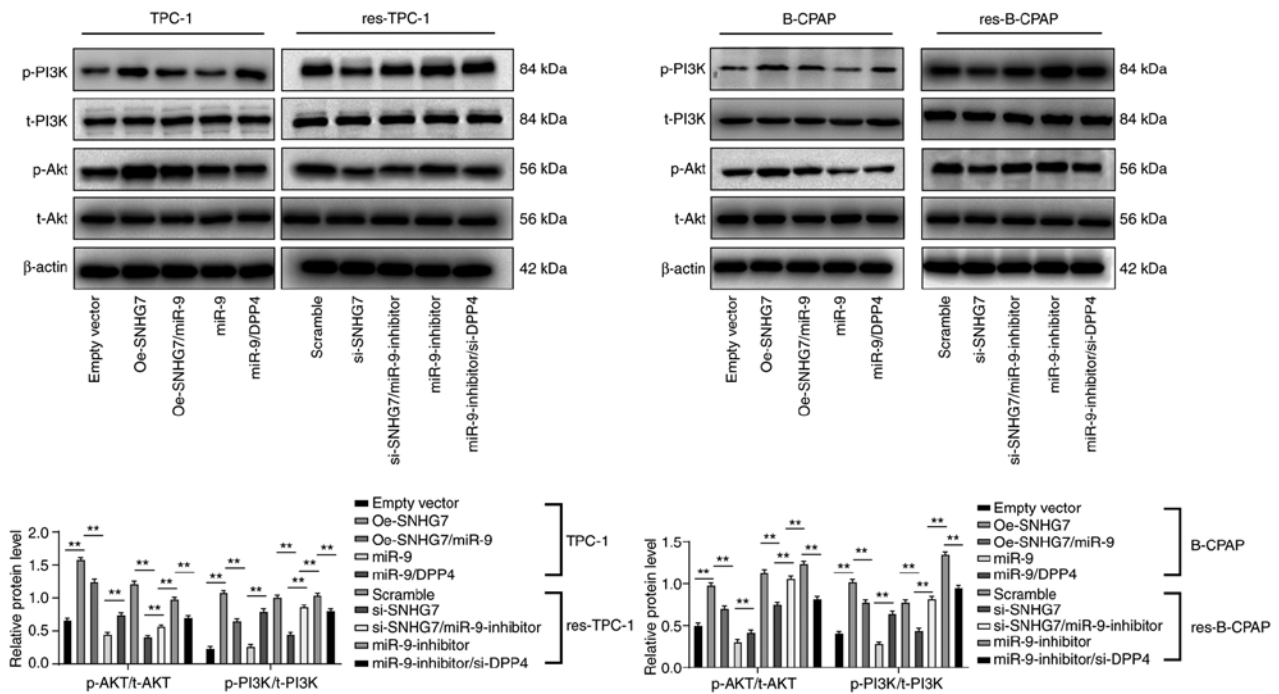 TPC-1
res-TPC-1
p-PI3K
84 kDa
t-PI3K
84 kDa
p-Akt
56 kDa
t-Akt
56 kDa
β-actin
42 kDa
Empty vector
Oe-SNHG7
Oe-SNHG7/miR-9
miR-9
miR-9/DPP4
Scramble
si-SNHG7
si-SNHG7/miR-9-inhibitor
miR-9-inhibitor
miR-9-inhibitor/si-DPP4
B-CPAP
res-B-CPAP
p-PI3K
84 kDa
t-PI3K
84 kDa
p-Akt
56 kDa
t-Akt
56 kDa
β-actin
42 kDa
Empty vector
Oe-SNHG7
Oe-SNHG7/miR-9
miR-9
miR-9/DPP4
Scramble
si-SNHG7
si-SNHG7/miR-9-inhibitor
miR-9-inhibitor
miR-9-inhibitor/si-DPP4
Relative protein level
2.0
1.5
1.0
0.5
0.0
** ** ** ** ** ** ** **
** ** ** ** ** ** ** **
p-AKT/t-AKT
p-PI3K/t-PI3K
Empty vector
Oe-SNHG7
Oe-SNHG7/miR-9
miR-9
miR-9/DPP4
TPC-1
Scramble
si-SNHG7
si-SNHG7/miR-9-inhibitor
miR-9-inhibitor
miR-9-inhibitor/si-DPP4
res-TPC-1
Relative protein level
1.5
1.0
0.5
0.0
** ** ** ** ** ** **
** ** ** ** ** ** **
p-AKT/t-AKT
p-PI3K/t-PI3K
Empty vector
Oe-SNHG7
Oe-SNHG7/miR-9
miR-9
miR-9/DPP4
B-CPAP
Scramble
si-SNHG7
si-SNHG7/miR-9-inhibitor
miR-9-inhibitor
miR-9-inhibitor/si-DPP4
res-B-CPAP